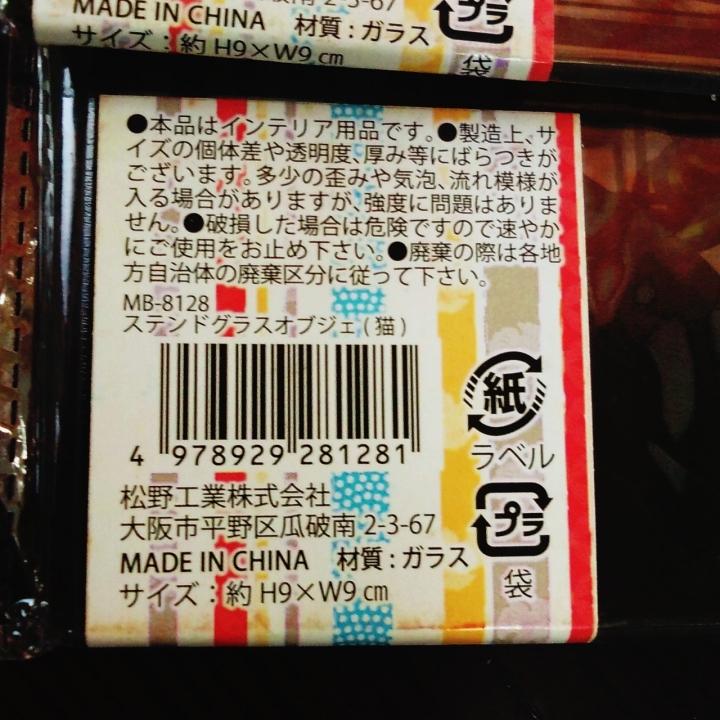 2-3-67
MADE IN CHINA 材質：ガラス
サイズ：約 H9×W9㎝
プラ
袋
●本品はインテリア用品です。●製造上、サ
イズの個体差や透明度、厚み等にばらつきが
ございます。多少の歪みや気泡、流れ模様が
入る場合がありますが、強度に問題はありま
せん。●破損した場合は危険ですので速やか
にご使用をお止め下さい。●廃棄の際は各地
方自治体の廃棄区分に従って下さい。
MB-8128
ステンドグラスオブジェ(猫)
4 978929 281281
紙
ラベル
プラ
袋
松野工業株式会社
大阪市平野区瓜破南 2-3-67
MADE IN CHINA 材質：ガラス
サイズ：約 H9×W9㎝